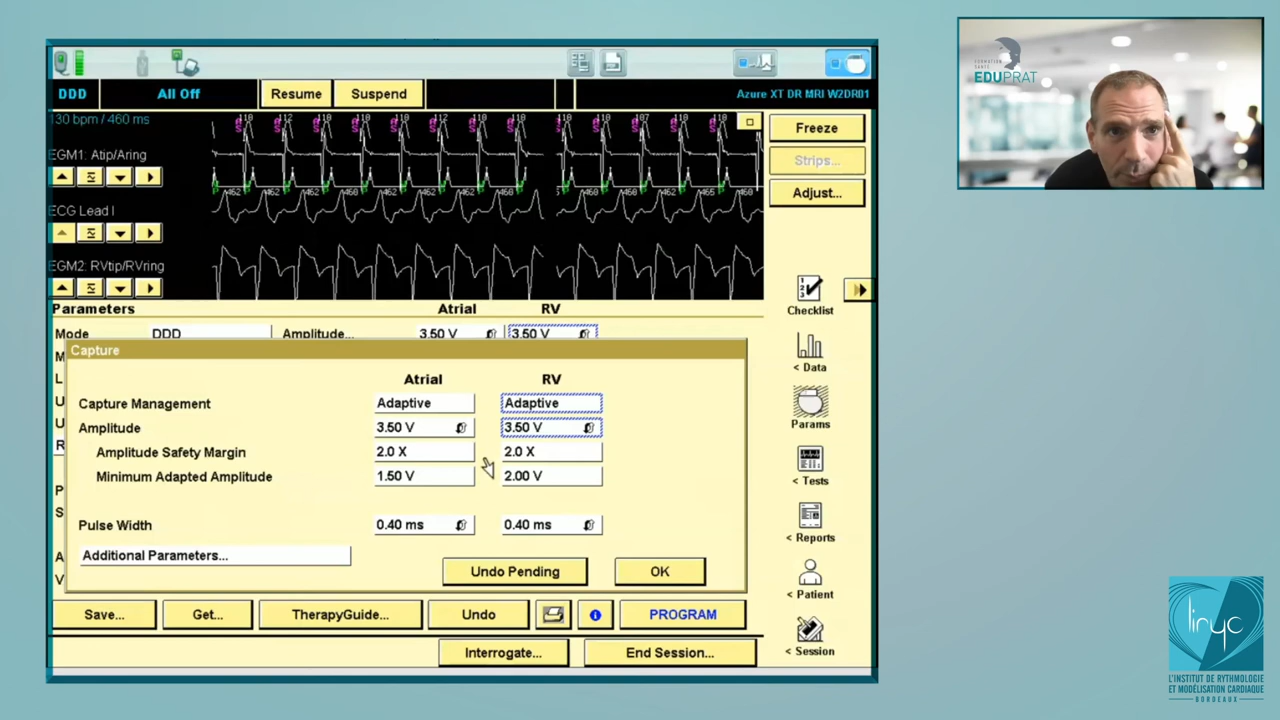 FORMATION
SANTÉ
EDUPRAT
DDD
All Off
Resume
Suspend
Azure XT DR MRI W2DR01
130 bpm / 460 ms
Freeze
Strips...
EGM1: Atip/Aring
Adjust...
ECG Lead I
EGM2: RVtip/RVring
Checklist
< Data
Params
< Tests
< Reports
< Patient
< Session
Parameters Atrial RV
Mode DDD Amplitude... 3.50 V 3.50 V
Capture
Atrial RV
Capture Management Adaptive Adaptive
Amplitude 3.50 V 3.50 V
Amplitude Safety Margin 2.0 X 2.0 X
Minimum Adapted Amplitude 1.50 V 2.00 V
Pulse Width 0.40 ms 0.40 ms
Additional Parameters...
Undo Pending OK
Save... Get... TherapyGuide... Undo PROGRAM
Interrogate... End Session...
liryc
L'INSTITUT DE RYTHMOLOGIE
ET MODÉLISATION CARDIAQUE
BORDEAUX